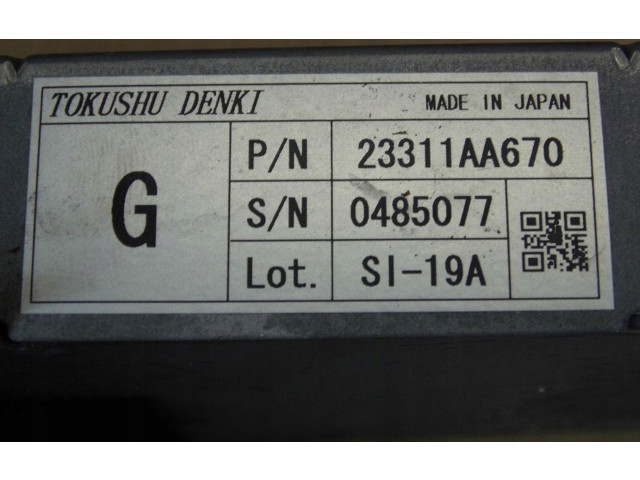 TOKUSHU DENKI MADE IN JAPAN
G
P/N 23311AA670
S/N 0485077
Lot. SI-19A